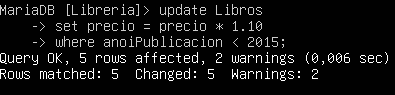 MariaDB [Libreria]> update Libros
    -> set precio = precio * 1.10
    -> where anoiPublicacion < 2015;
Query OK, 5 rows affected, 2 warnings (0,006 sec)
Rows matched: 5  Changed: 5  Warnings: 2